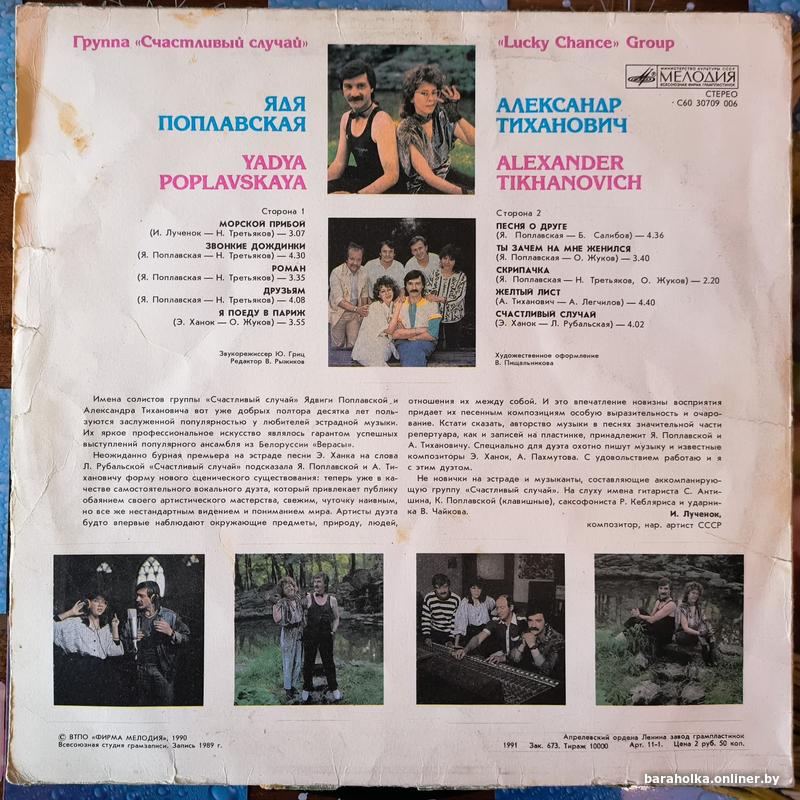 Группа «Счастливый случай»
«Lucky Chance» Group
МИНИСТЕРСТВО КУЛЬТУРЫ СССР
МЕЛОДИЯ
ВСЕСОЮЗНАЯ ФИРМА ГРАМПЛАСТИНОК
СТЕРЕО
С60 30709 006
ЯДЯ
ПОПЛАВСКАЯ
YADYA
POPLAVSKAYA
АЛЕКСАНДР
ТИХАНОВИЧ
ALEXANDER
TIKHANOVICH
Сторона 1
МОРСКОЙ ПРИБОЙ
(И. Лученок — Н. Третьяков) — 3.07
ЗВОНКИЕ ДОЖДИНКИ
(Я. Поплавская — Н. Третьяков) — 4.30
РОМАН
(Я. Поплавская — Н. Третьяков) — 3.35
ДРУЗЬЯМ
(Я. Поплавская — Н. Третьяков) — 4.08
Я ПОЕДУ В ПАРИЖ
(Э. Ханок — О. Жуков) — 3.55
Звукорежиссер Ю. Гриц
Редактор В. Рыжиков
Сторона 2
ПЕСНЯ О ДРУГЕ
(Я. Поплавская — Б. Салибов) — 4.36
ТЫ ЗАЧЕМ НА МНЕ ЖЕНИЛСЯ
(Я. Поплавская — О. Жуков) — 3.40
СКРИПАЧКА
(Я. Поплавская — Н. Третьяков, О. Жуков) — 2.20
ЖЕЛТЫЙ ЛИСТ
(А. Тиханович — А. Легчилов) — 4.40
СЧАСТЛИВЫЙ СЛУЧАЙ
(Э. Ханок — Л. Рубальская) — 4.02
Художественное оформление
В. Пищальникова
Имена солистов группы «Счастливый случай» Ядвиги Поплавской и
Александра Тихановича вот уже добрых полтора десятка лет поль-
зуются заслуженной популярностью у любителей эстрадной музыки.
Их яркое профессиональное искусство являлось гарантом успешных
выступлений популярного ансамбля из Белоруссии «Верасы».
Неожиданно бурная премьера на эстраде песни Э. Ханка на слова
Л. Рубальской «Счастливый случай» подсказала Я. Поплавской и А. Ти-
хановичу форму нового сценического существования: теперь уже в ка-
честве самостоятельного вокального дуэта, который привлекает публику
обаянием своего артистического мастерства, свежим, чуточку наивным,
но все же нестандартным видением и пониманием мира. Артисты дуэта
будто впервые наблюдают окружающие предметы, природу, людей,
отношения их между собой. И это впечатление новизны восприятия
придает их песенным композициям особую выразительность и очаро-
вание. Кстати сказать, авторство музыки в песнях значительной части
репертуара, как и записей на пластинке, принадлежит Я. Поплавской и
А. Тихановичу. Специально для дуэта охотно пишут музыку и известные
композиторы Э. Ханок, А. Пахмутова. С удовольствием работаю и я
с этим дуэтом.
Не новички на эстраде и музыканты, составляющие аккомпаниру-
ющую группу «Счастливый случай». На слуху имена гитариста С. Анти-
шина, К. Поплавской (клавишные), саксофониста Р. Кебляриса и ударни-
ка В. Чайкова.
И. Лученок,
композитор, нар. артист СССР
© ВТПО «ФИРМА МЕЛОДИЯ», 1990
Всесоюзная студия грамзаписи. Запись 1989 г.
Апрелевский ордена Ленина завод грампластинок
1991 Зак. 673. Тираж 10000 Арт. 11-1. Цена 2 руб. 50 коп.
baraholka.onliner.by